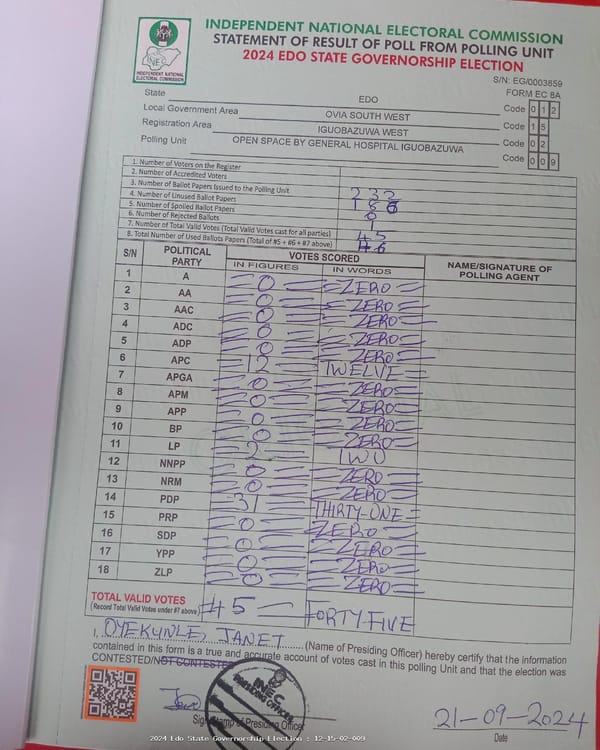 INDEPENDENT NATIONAL ELECTORAL COMMISSION
STATEMENT OF RESULT OF POLL FROM POLLING UNIT
2024 EDO STATE GOVERNORSHIP ELECTION
INEC
INDEPENDENT NATIONAL
ELECTORAL COMMISSION
S/N: EG/0003859
FORM EC 8A
State EDO Code 0 1 2
Local Government Area OVIA SOUTH WEST Code 1 5
Registration Area IGUOBAZUWA WEST Code 0 2
Polling Unit OPEN SPACE BY GENERAL HOSPITAL IGUOBAZUWA Code 0 0 9
1. Number of Voters on the Register
2. Number of Accredited Voters
3. Number of Ballot Papers Issued to the Polling Unit 232
4. Number of Unused Ballot Papers
5. Number of Spoiled Ballot Papers 0
6. Number of Rejected Ballots 1
7. Number of Total Valid Votes (Total Valid Votes cast for all parties) 45
8. Total Number of Used Ballots Papers (Total of #5 + #6 + #7 above) 46
S/N POLITICAL PARTY VOTES SCORED NAME/SIGNATURE OF POLLING AGENT
IN FIGURES IN WORDS
1 A 0 ZERO
2 AA 0 ZERO
3 AAC 0 ZERO
4 ADC 0 ZERO
5 ADP 0 ZERO
6 APC 12 TWELVE
7 APGA 0 ZERO
8 APM 0 ZERO
9 APP 0 ZERO
10 BP 0 ZERO
11 LP 2 TWO
12 NNPP 0 ZERO
13 NRM 0 ZERO
14 PDP 31 THIRTY-ONE
15 PRP 0 ZERO
16 SDP 0 ZERO
17 YPP 0 ZERO
18 ZLP 0 ZERO
TOTAL VALID VOTES 45 FORTY-FIVE
(Record Total Valid Votes under #7 above)
I, OYEKUNLE, JANET (Name of Presiding Officer) hereby certify that the information
contained in this form is a true and accurate account of votes cast in this polling Unit and that the election was
CONTESTED/NOT CONTESTED
INEC
PRESIDING OFFICER
Sign/Stamp of Presiding Officer
21-09-2024
Date
2024 Edo State Governorship Election : 12-15-02-009